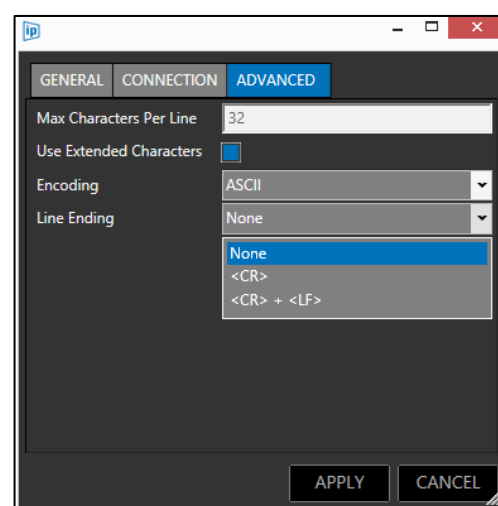 ip
GENERAL CONNECTION ADVANCED
Max Characters Per Line 32
Use Extended Characters
Encoding ASCII
Line Ending None
None
<CR>
<CR> + <LF>
APPLY CANCEL